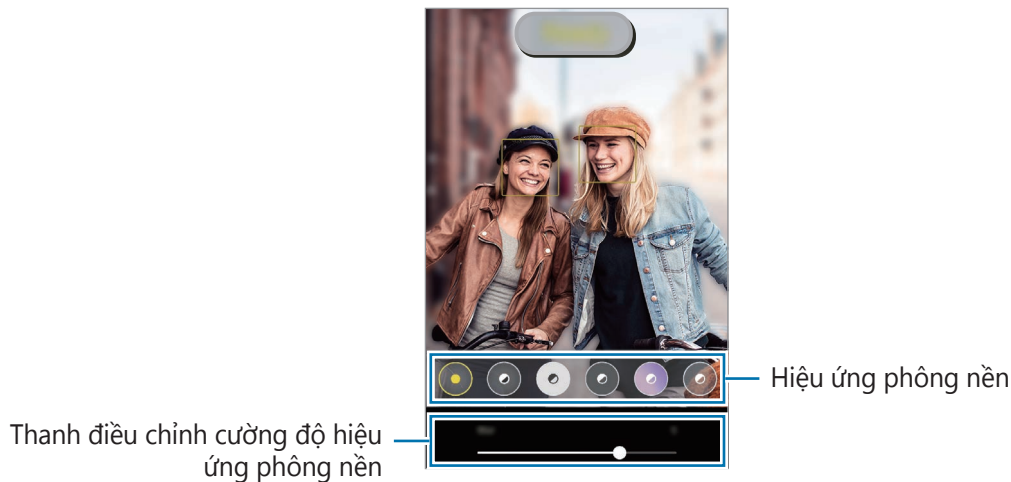 Hiệu ứng phông nền
Thanh điều chỉnh cường độ hiệu
ứng phông nền